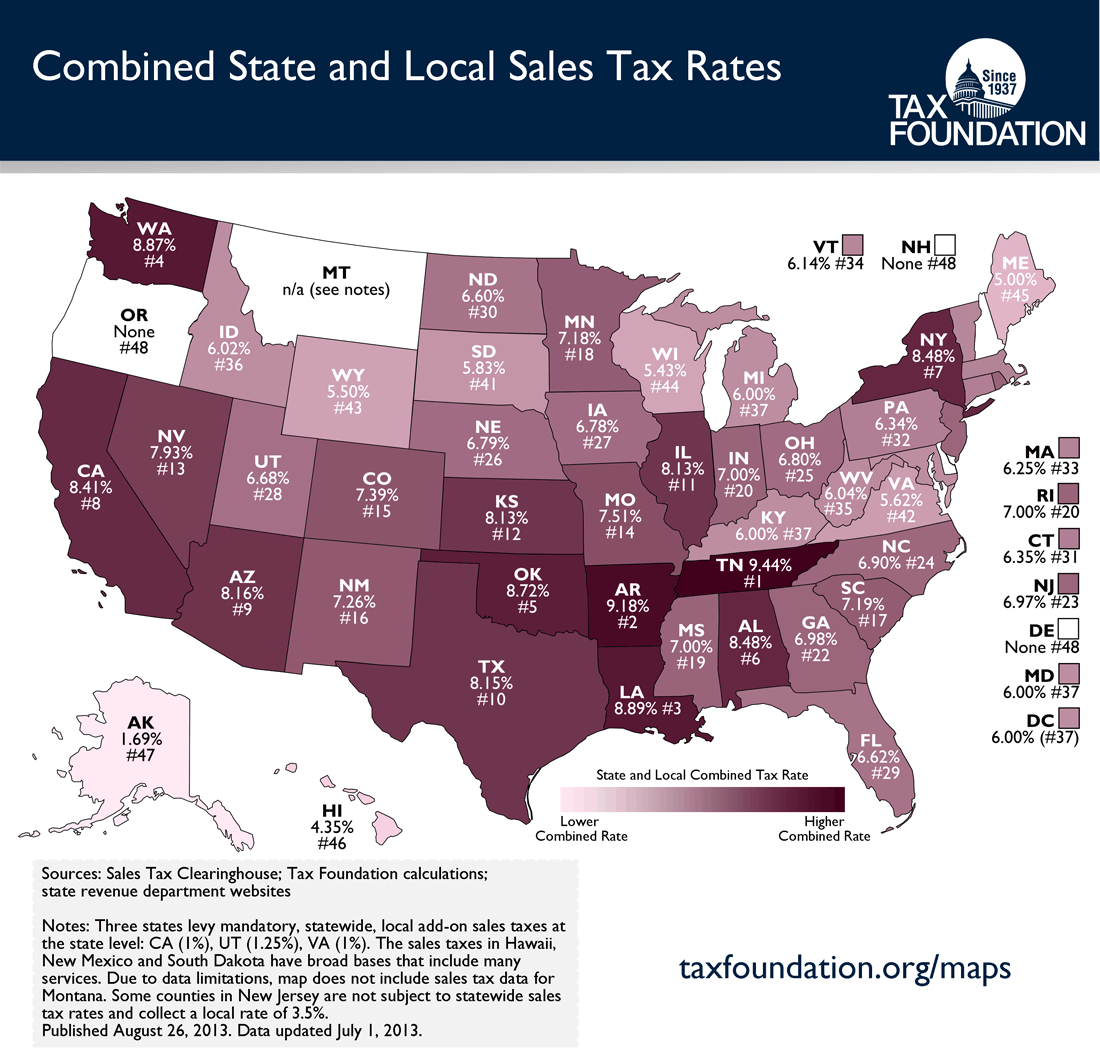 Combined State and Local Sales Tax Rates
Since
1937
TAX
FOUNDATION
WA
8.87%
#4
MT
n/a (see notes)
ND
6.60%
#30
VT
6.14% #34
NH
None #48
ME
5.00%
#45
OR
None
#48
ID
6.02%
#36
MN
7.18%
#18
WI
5.43%
#44
NY
8.48%
#7
SD
5.83%
#41
WY
5.50%
#43
MI
6.00%
#37
PA
6.34%
#32
IA
6.78%
#27
NE
6.79%
#26
NV
7.93%
#13
UT
6.68%
#28
CA
8.41%
#8
CO
7.39%
#15
IL
8.13%
#11
IN
7.00%
#20
OH
6.80%
#25
WV
6.04%
#35
VA
5.62%
#42
MA
6.25% #33
RI
7.00% #20
CT
6.35% #31
NJ
6.97% #23
DE
None #48
MD
6.00% #37
DC
6.00% (#37)
KS
8.13%
#12
MO
7.51%
#14
KY
6.00% #37
NC
6.90% #24
TN 9.44%
#1
AZ
8.16%
#9
NM
7.26%
#16
OK
8.72%
#5
AR
9.18%
#2
SC
7.19%
#17
MS
7.00%
#19
AL
8.48%
#6
GA
6.98%
#22
TX
8.15%
#10
LA
8.89% #3
FL
6.62%
#29
AK
1.69%
#47
HI
4.35%
#46
State and Local Combined Tax Rate
Lower
Combined Rate
Higher
Combined Rate
Sources: Sales Tax Clearinghouse; Tax Foundation calculations;
state revenue department websites
Notes: Three states levy mandatory, statewide, local add-on sales taxes at
the state level: CA (1%), UT (1.25%), VA (1%). The sales taxes in Hawaii,
New Mexico and South Dakota have broad bases that include many
services. Due to data limitations, map does not include sales tax data for
Montana. Some counties in New Jersey are not subject to statewide sales
tax rates and collect a local rate of 3.5%.
Published August 26, 2013. Data updated July 1, 2013.
taxfoundation.org/maps